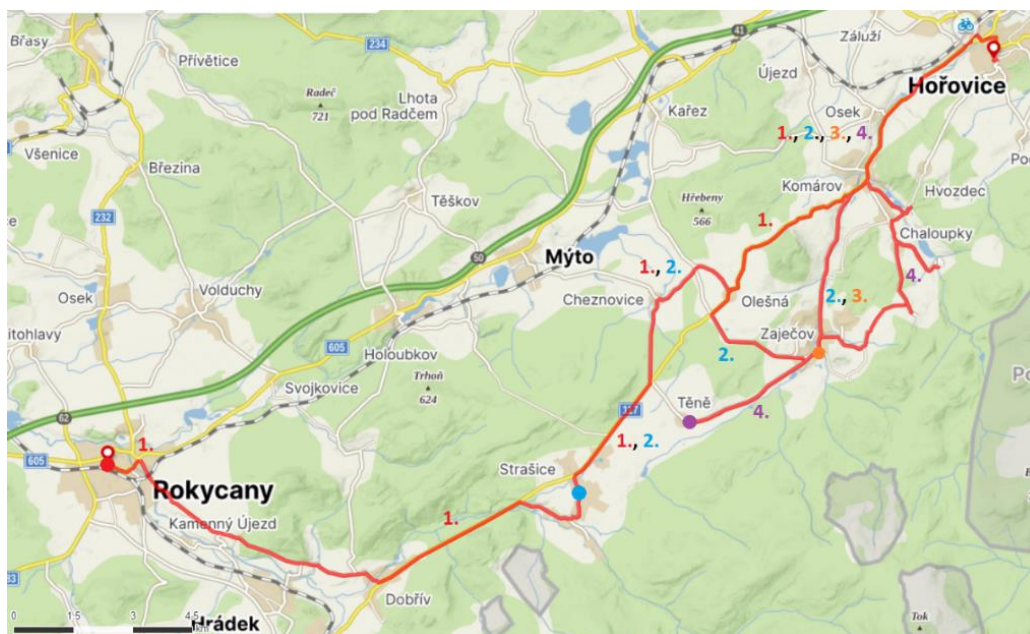 Břasy
Přívětice
234
41
Záluží
Radeč
721
Lhota
pod Radčem
Újezd
Hořovice
Kařez
Osek
1., 2., 3., 4.
Všenice
Březina
Komárov
Hvozdec
Těškov
Hřebeny
566
1.
Chaloupky
232
50
Mýto
1., 2.
4.
Osek
Volduchy
Cheznovice
Olešná
2., 3.
Zaječov
605
Holoubkov
2.
Svojkovice
Trhoň
624
Těně
117
4.
62
1.
1., 2.
605
Strašice
Rokycany
Kamenný Újezd
1.
Dobřív
0 1.5 3 4.5
km
Hrádek
Tok